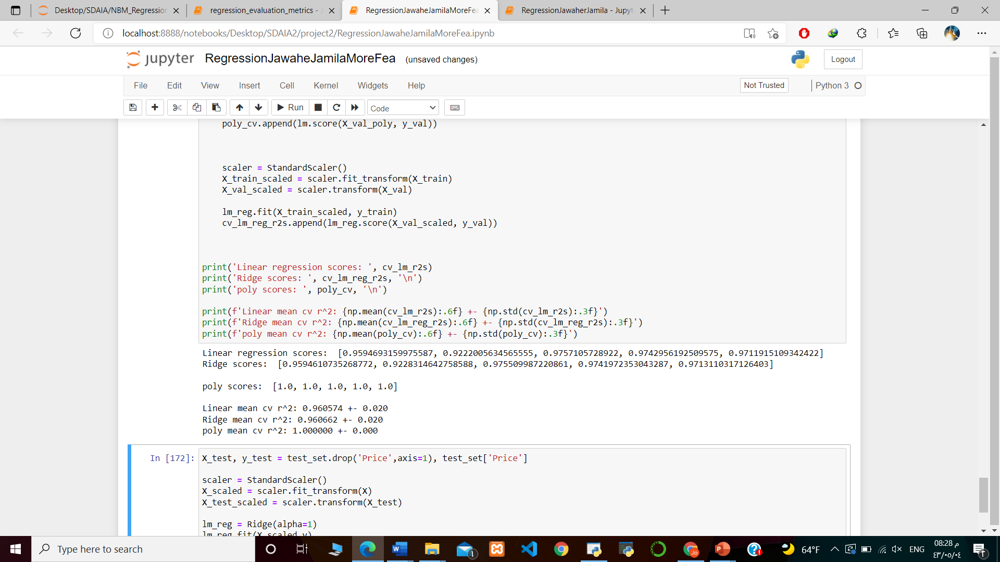 Desktop/SDAIA/NBM_Regression
regression_evaluation_metrics - J
RegressionJawaheJamilaMoreFea
RegressionJawaherJamila - Jupyt
localhost:8888/notebooks/Desktop/SDAIA2/project2/RegressionJawaheJamilaMoreFea.ipynb
jupyter RegressionJawaheJamilaMoreFea (unsaved changes)
Logout
File Edit View Insert Cell Kernel Widgets Help
Not Trusted
Python 3
Run
Code
poly_cv.append(lm.score(X_val_poly, y_val))
scaler = StandardScaler()
X_train_scaled = scaler.fit_transform(X_train)
X_val_scaled = scaler.transform(X_val)
lm_reg.fit(X_train_scaled, y_train)
cv_lm_reg_r2s.append(lm_reg.score(X_val_scaled, y_val))
print('Linear regression scores: ', cv_lm_r2s)
print('Ridge scores: ', cv_lm_reg_r2s, '\n')
print('poly scores: ', poly_cv, '\n')
print(f'Linear mean cv r^2: {np.mean(cv_lm_r2s):.6f} +- {np.std(cv_lm_r2s):.3f}')
print(f'Ridge mean cv r^2: {np.mean(cv_lm_reg_r2s):.6f} +- {np.std(cv_lm_reg_r2s):.3f}')
print(f'poly mean cv r^2: {np.mean(poly_cv):.6f} +- {np.std(poly_cv):.3f}')
Linear regression scores:  [0.9594693159975587, 0.9222005634565555, 0.9757105728922, 0.9742956192509575, 0.9711915109342422]
Ridge scores:  [0.9594610735268772, 0.9228314642758588, 0.975509987220861, 0.9741972353043287, 0.9713110317126403]
poly scores:  [1.0, 1.0, 1.0, 1.0, 1.0]
Linear mean cv r^2: 0.960574 +- 0.020
Ridge mean cv r^2: 0.960662 +- 0.020
poly mean cv r^2: 1.000000 +- 0.000
In [172]: X_test, y_test = test_set.drop('Price',axis=1), test_set['Price']
scaler = StandardScaler()
X_scaled = scaler.fit_transform(X)
X_test_scaled = scaler.transform(X_test)
lm_reg = Ridge(alpha=1)
lm_reg.fit(X_scaled,y)
Type here to search
64°F
ENG
08:28 م
٤٣/٠٥/٠٤